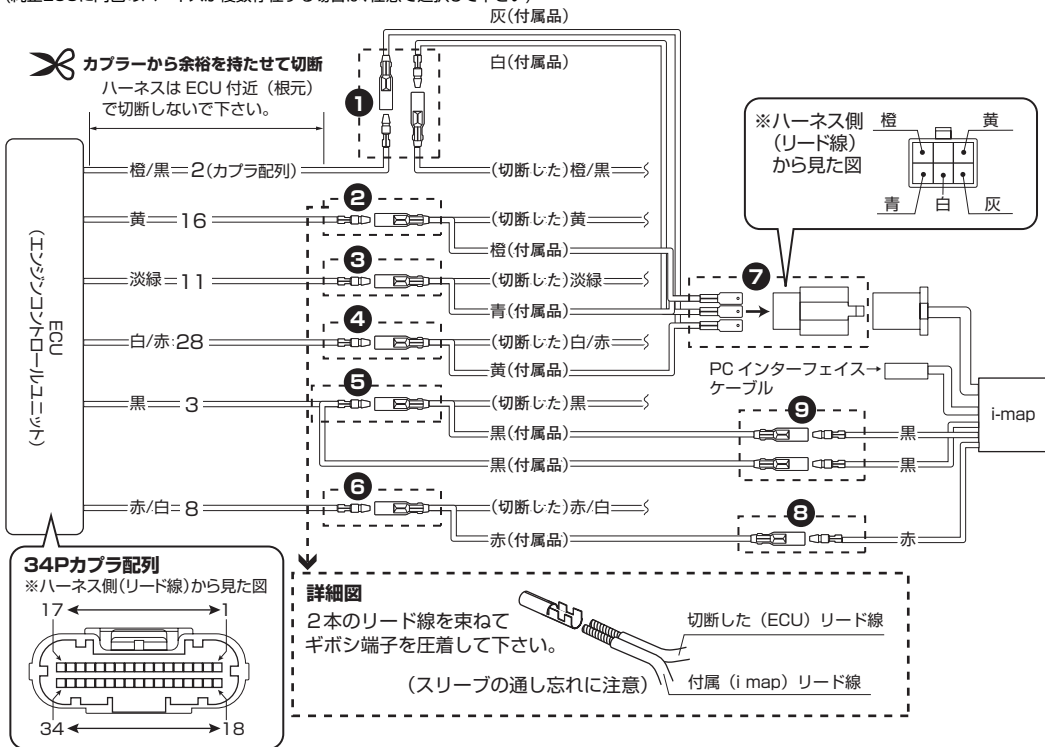 灰(付属品)
カプラーから余裕を持たせて切断
白(付属品)
ハーネスは ECU 付近（根元）
で切断しないで下さい。
❶
※ハーネス側
(リード線)
から見た図
橙
黄
青
白
灰
橙/黒
2(カプラ配列)
(切断した)橙/黒
❷
黄
16
(切断した)黄
橙(付属品)
❸
淡緑
11
(切断した)淡緑
青(付属品)
❹
白/赤
28
(切断した)白/赤
黄(付属品)
❺
黒
3
(切断した)黒
黒(付属品)
黒(付属品)
❻
赤/白
8
(切断した)赤/白
赤(付属品)
❼
PC インターフェイス→
ケーブル
i-map
❾
黒
黒
❽
赤
ECU
(エンジンコントロールユニット)
34Pカプラ配列
※ハーネス側(リード線)から見た図
17
1
34
18
詳細図
2本のリード線を束ねて
ギボシ端子を圧着して下さい。
(スリーブの通し忘れに注意)
切断した（ECU）リード線
付属（i map）リード線